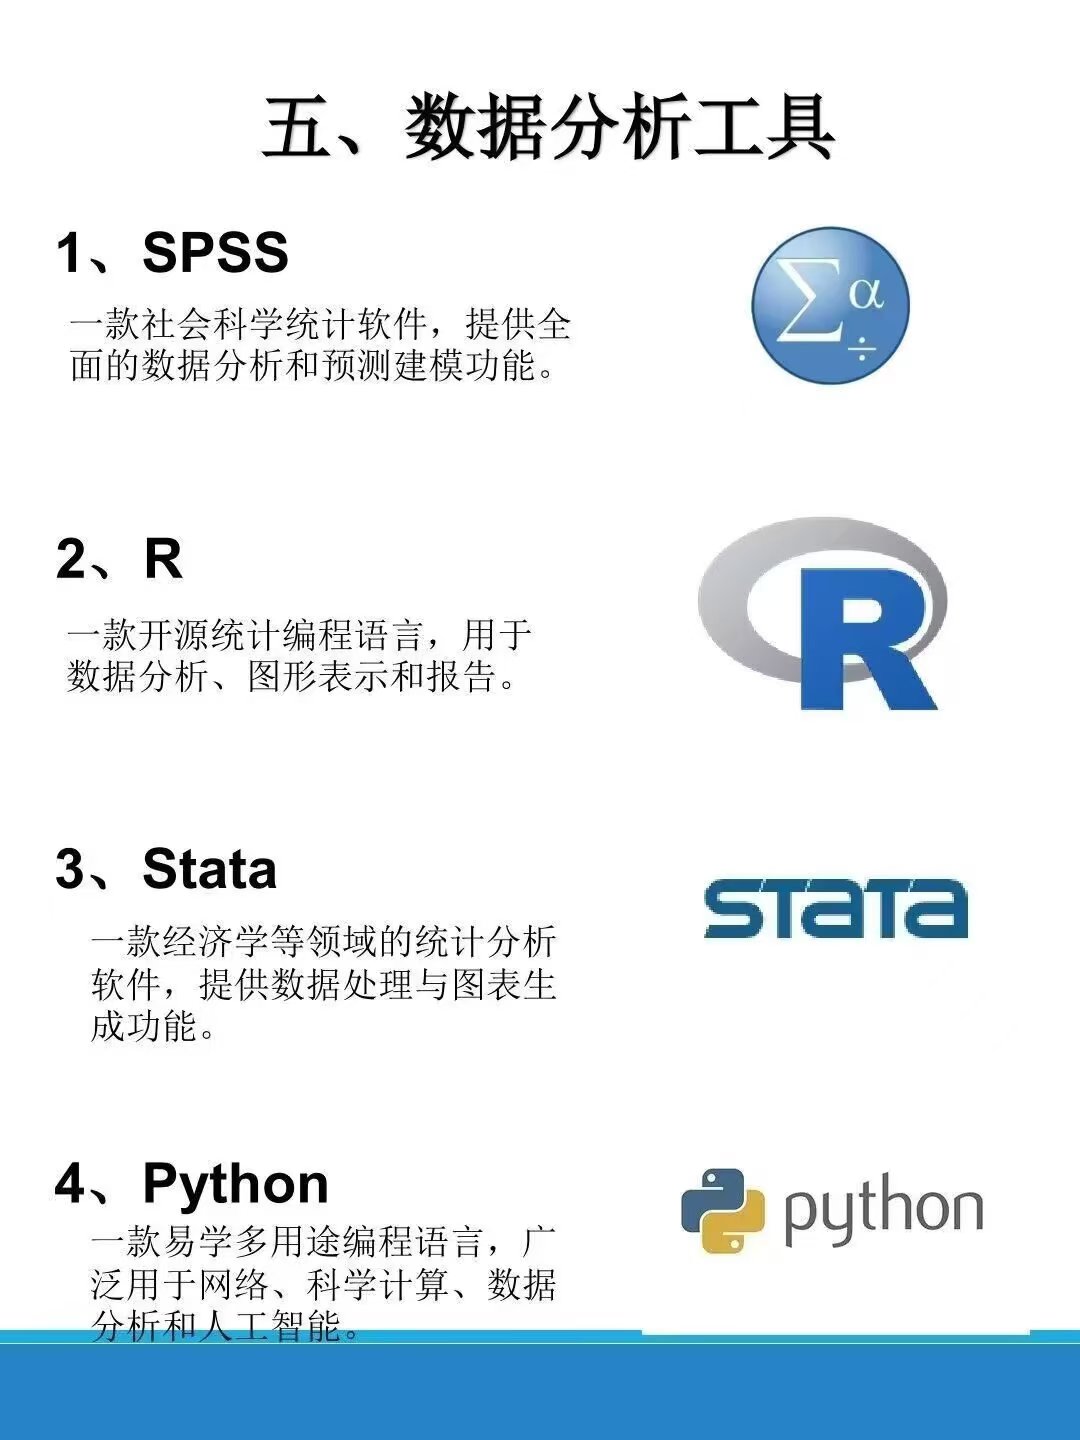 五、数据分析工具
1、SPSS
一款社会科学统计软件，提供全
面的数据分析和预测建模功能。
Σα
÷
2、R
一款开源统计编程语言，用于
数据分析、图形表示和报告。
R
3、Stata
一款经济学等领域的统计分析
软件，提供数据处理与图表生
成功能。
STaTa
4、Python
一款易学多用途编程语言，广
泛用于网络、科学计算、数据
分析和人工智能。
python